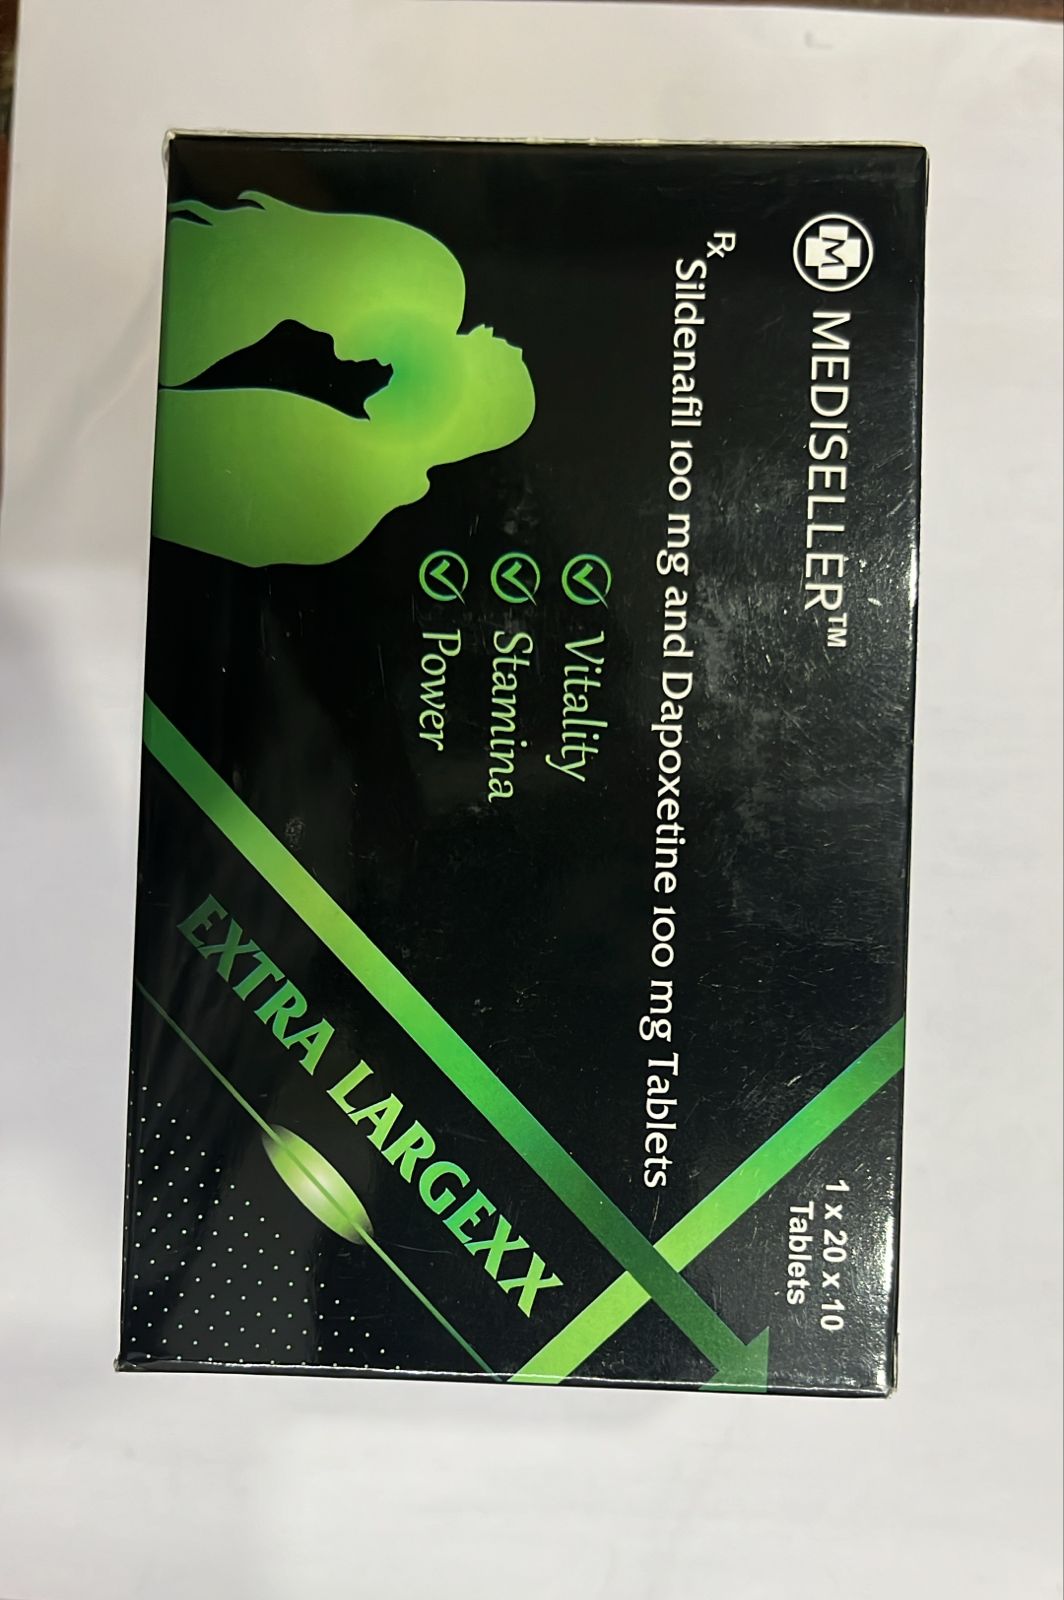 M MEDISELLER™
1 x 20 x 10
Tablets
Rx
Sildenafil 100 mg and Dapoxetine 100 mg Tablets
Vitality
Stamina
Power
EXTRA LARGEXX